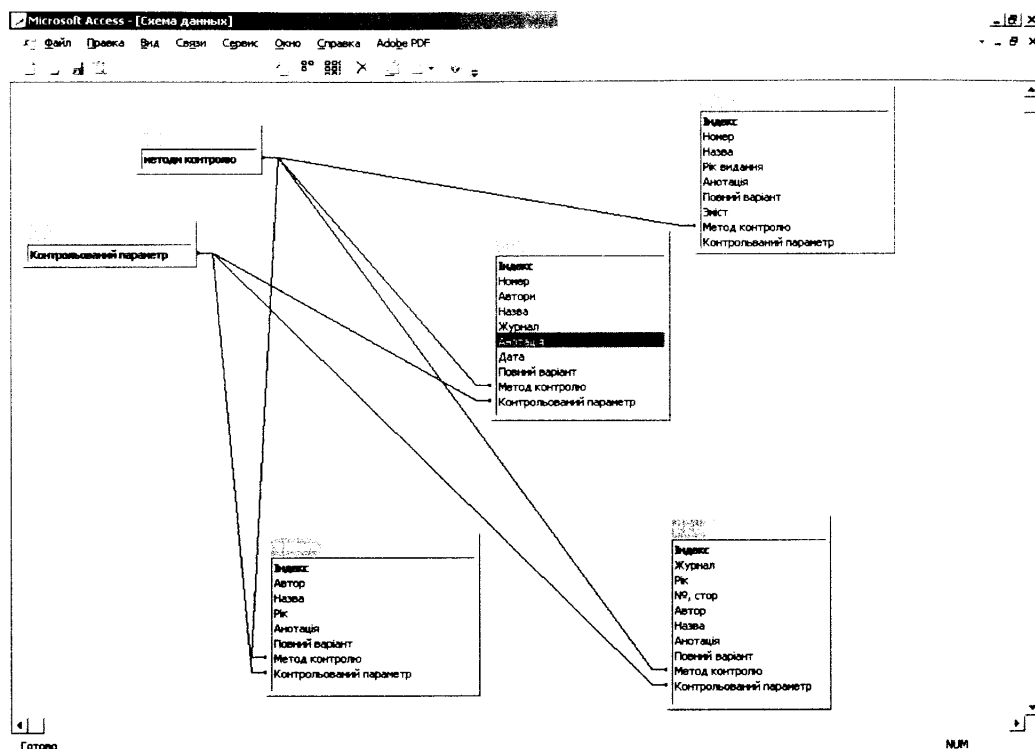 Microsoft Access - [Схема данных]
Файл Правка Вид Связи Сервис Окно Справка Adobe PDF
методи контролю
Контрольований параметр
Індекс
Номер
Назва
Рік видання
Анотація
Повний варіант
Зміст
Метод контролю
Контрольваний параметр
Індекс
Номер
Автори
Назва
Журнал
Анотація
Дата
Повний варіант
Метод контролю
Контрольований параметр
Індекс
Автор
Назва
Рік
Анотація
Повний варіант
Метод контролю
Контрольований параметр
Індекс
Журнал
Рік
№, стор
Автор
Назва
Анотація
Повний варіант
Метод контролю
Контрольований параметр
Готово
NUM